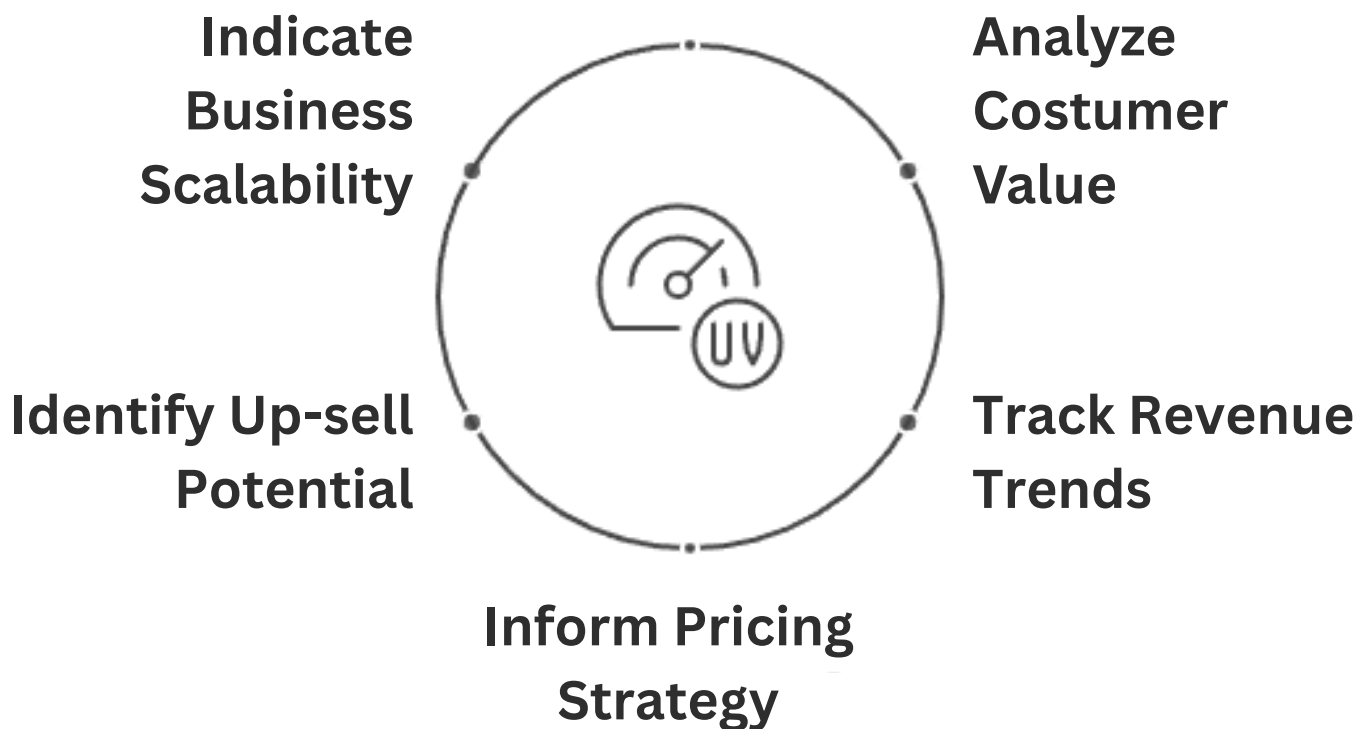 Indicate
Business
Scalability
Analyze
Costumer
Value
UV
Identify Up-sell
Potential
Track Revenue
Trends
Inform Pricing
Strategy